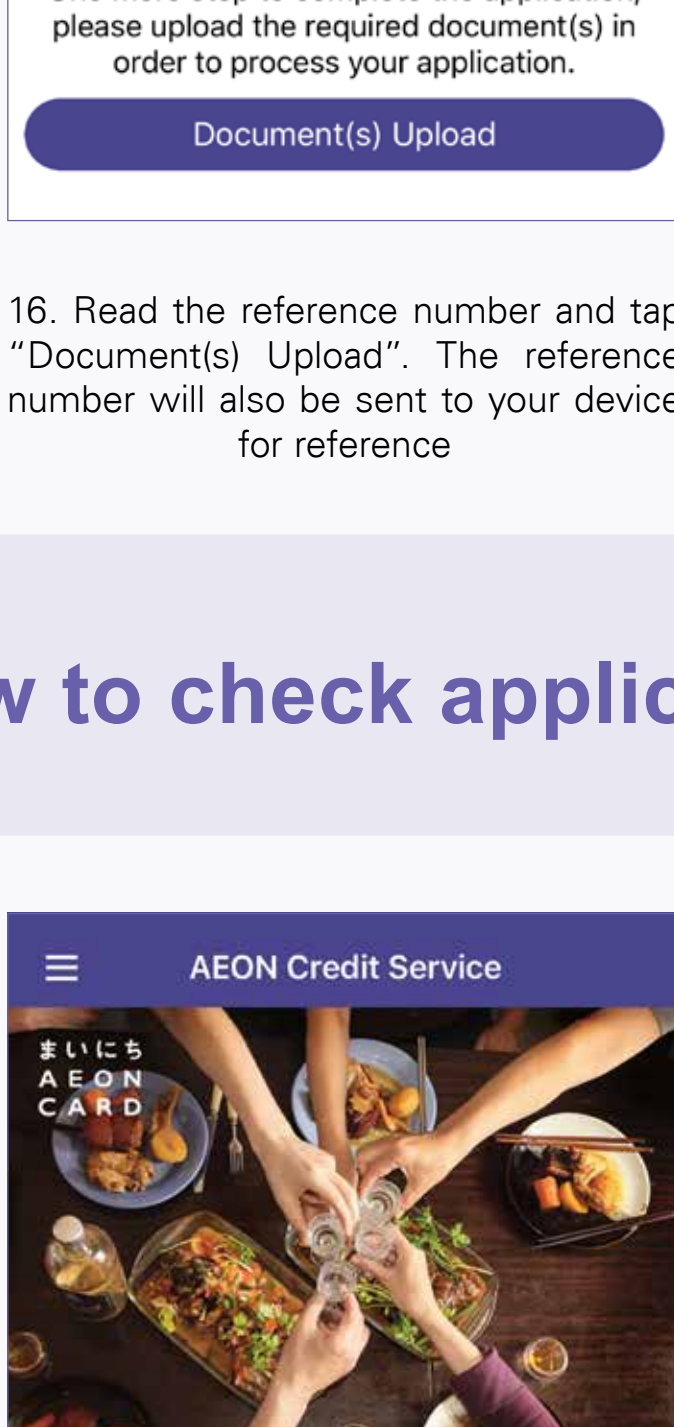 please upload the required document(s) in
order to process your application.
Document(s) Upload
16. Read the reference number and tap
“Document(s) Upload”. The reference
number will also be sent to your device
for reference
to check
AEON Credit Service
まいにち
AEON
CARD